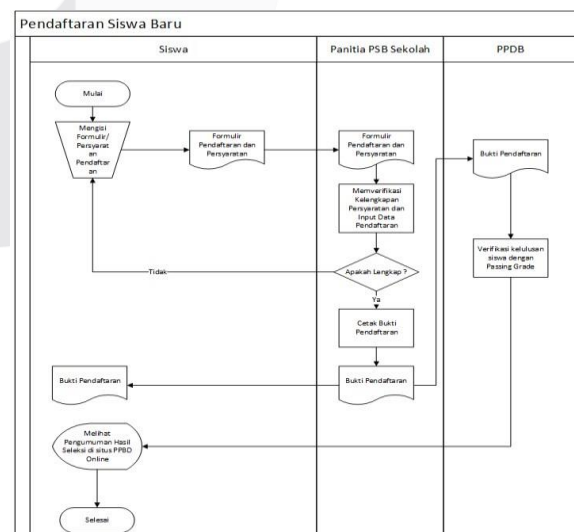 Pendaftaran Siswa Baru
Siswa
Panitia PSB Sekolah
PPDB
Mulai
Mengisi
Formulir/
Persyarat
an
Pendaftar
an
Formulir
Pendaftaran dan
Persyaratan
Formulir
Pendaftaran dan
Persyaratan
Bukti Pendaftaran
Memverifikasi
Kelengkapan
Persyaratan dan
Input Data
Pendaftaran
Verifikasi kelulusan
siswa dengan
Passing Grade
Tidak
Apakah Lengkap ?
Ya
Cetak Bukti
Pendaftaran
Bukti Pendaftaran
Bukti Pendaftaran
Melihat
Pengumuman Hasil
Seleksi di situs PPBD
Online
Selesai